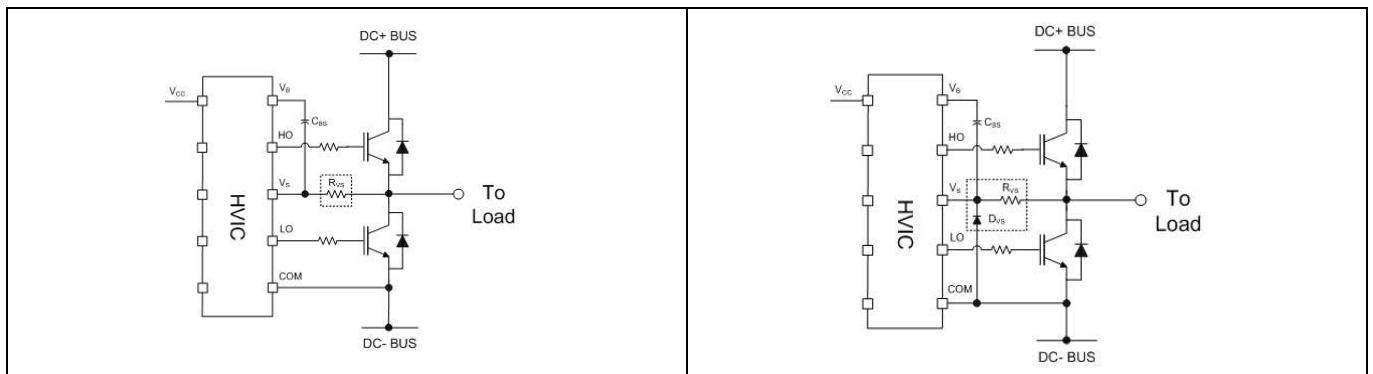 DC+ BUS
VCC
VB
CBS
HO
VS
RVS
HVIC
To
Load
LO
COM
DC- BUS
DC+ BUS
VCC
VB
CBS
HO
VS
RVS
DVS
HVIC
To
Load
LO
COM
DC- BUS